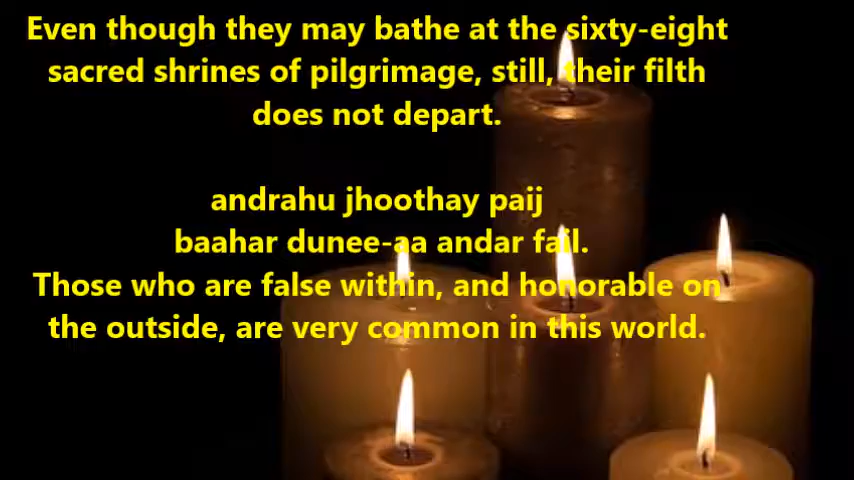 Even though they may bathe at the sixty-eight
sacred shrines of pilgrimage, still, their filth
does not depart.
andrahu jhoothay paij
baahar dunee-aa andar fail.
Those who are false within, and honorable on
the outside, are very common in this world.